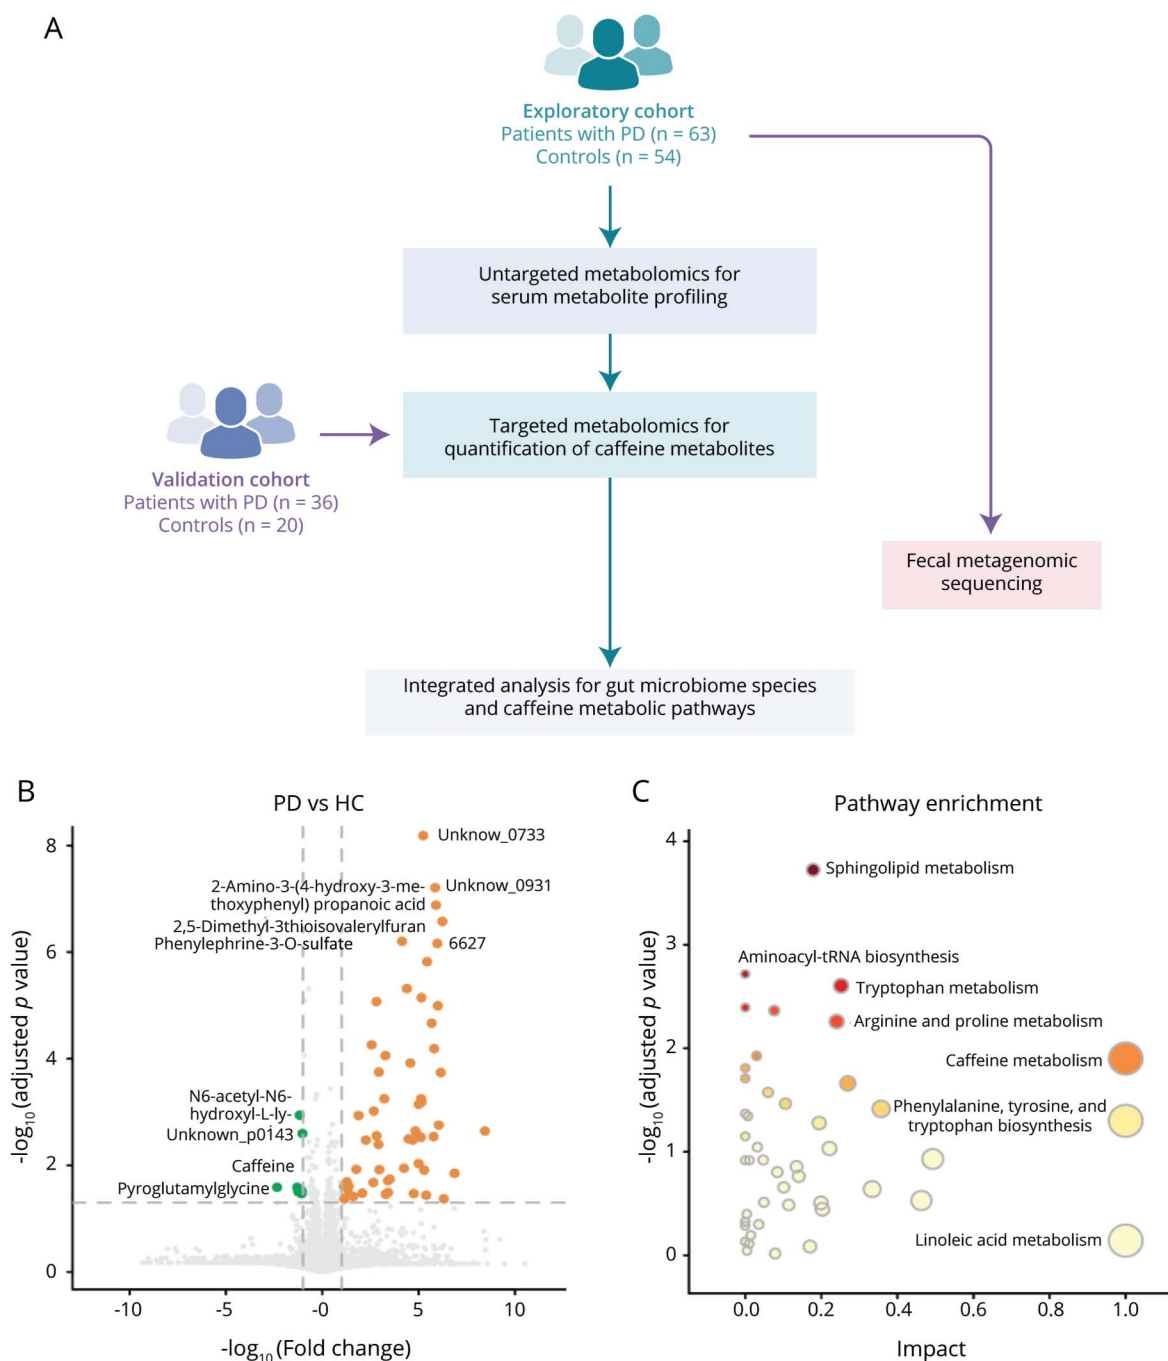 A
Exploratory cohort
Patients with PD (n = 63)
Controls (n = 54)
Untargeted metabolomics for
serum metabolite profiling
Targeted metabolomics for
quantification of caffeine metabolites
Validation cohort
Patients with PD (n = 36)
Controls (n = 20)
Fecal metagenomic
sequencing
Integrated analysis for gut microbiome species
and caffeine metabolic pathways
B
PD vs HC
-log10 (adjusted p value)
8
6
4
2
0
Unknow_0733
Unknow_0931
2-Amino-3-(4-hydroxy-3-me-
thoxyphenyl) propanoic acid
2,5-Dimethyl-3thioisovalerylfuran
Phenylephrine-3-O-sulfate
6627
N6-acetyl-N6-
hydroxyl-L-ly-
Unknown_p0143
Caffeine
Pyroglutamylglycine
-10
-5
-0
5
10
-log10 (Fold change)
C
Pathway enrichment
-log10 (adjusted p value)
4
3
2
1
0
Sphingolipid metabolism
Aminoacyl-tRNA biosynthesis
Tryptophan metabolism
Arginine and proline metabolism
Caffeine metabolism
Phenylalanine, tyrosine, and
tryptophan biosynthesis
Linoleic acid metabolism
0.0
0.2
0.4
0.6
0.8
1.0
Impact